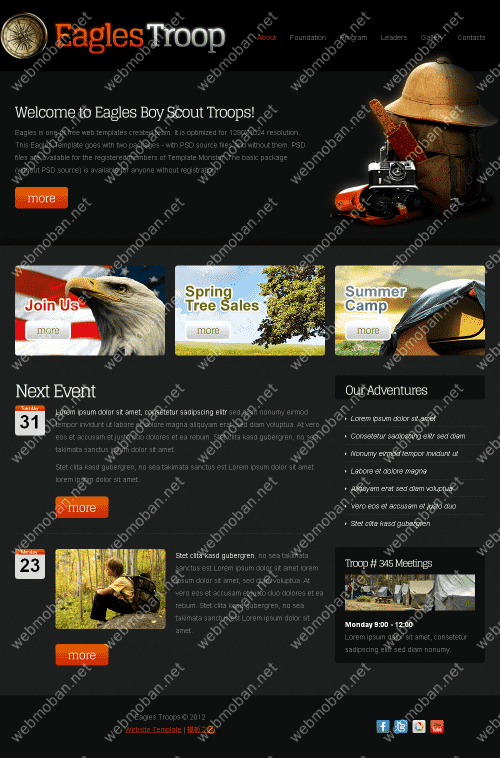 Eagles Troop
About Foundation Program Leaders Gallery Contacts
Welcome to Eagles Boy Scout Troops!
Eagles is one of free web templates created by team. It is optimized for 1280X1024 resolution.
This Eagles Template goes with two packages - with PSD source files and without them. PSD
files are available for the registered members of Template Monster. The basic package
(without PSD source) is available for anyone without registration.
more
Join Us
more
Spring
Tree Sales
more
Summer
Camp
more
Next Event
Tuesday
31
Lorem ipsum dolor sit amet, consetetur sadipscing elitr sed diam nonumy eirmod
tempor invidunt ut labore et dolore magna aliquyam erat, sed diam voluptua. At vero
eos et accusam et justo duo dolores et ea rebum. Stet clita kasd gubergren, no sea
takimata sanctus ipsum dolor sit amet.
Stet clita kasd gubergren, no sea takimata sanctus est Lorem ipsum dolor sit amet
lorem ipsum dolor sit amet.
more
Our Adventures
Lorem ipsum dolor sit amet
Consetetur sadipscing elitr sed diam
Nonumy eirmod tempor invidunt ut
Labore et dolore magna
Aliquyam erat sed diam voluptua
Vero eos et accusam et justo duo
Stet clita kasd gubergren
Monday
23
Stet clita kasd gubergren, no sea takimata
sanctus est Lorem ipsum dolor sit amet lorem
ipsum dolor sit amet, consetetur sadipscing
elitr, sed diam voluptua. At
vero eos et accusam et justo duo dolores et ea
rebum. Stet clita kasd gubergren, no sea
takimata sanctus est Lorem ipsum dolor sit
amet.
more
Troop # 345 Meetings
Monday 9:00 - 12:00
Lorem ipsum dolor sit amet, consetetur
sadipscing elitr sed diam nonumy.
Eagles Troops © 2012
Website Template |
webmoban.net